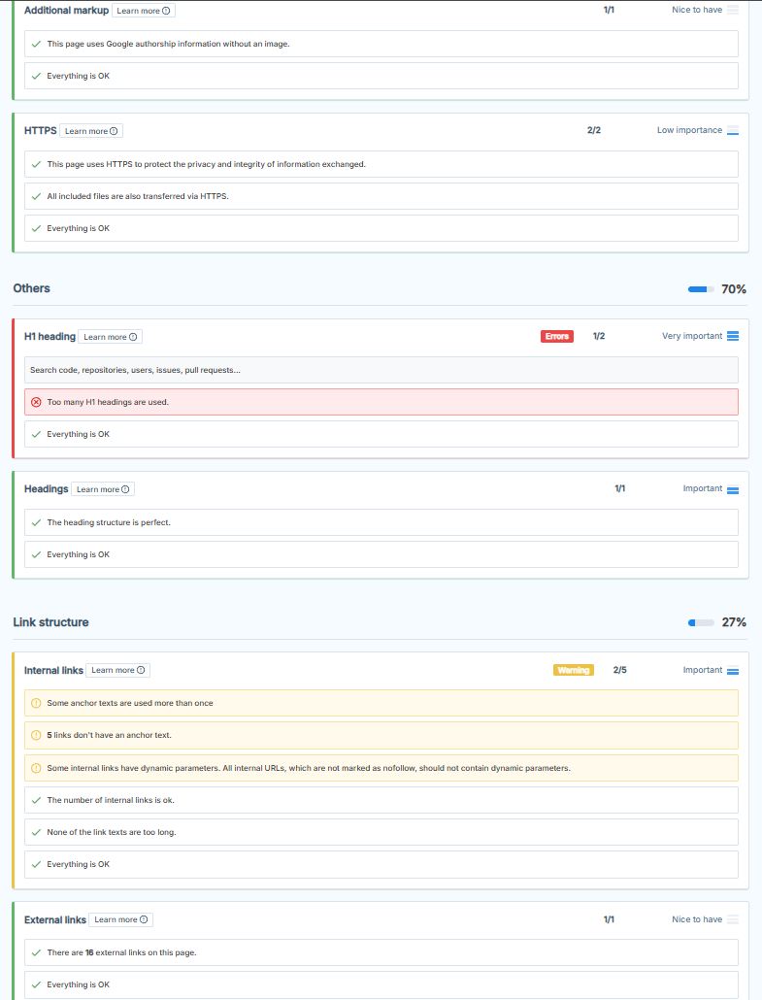 Additional markup Learn more 1/1 Nice to have
This page uses Google authorship information without an image.
Everything is OK
HTTPS Learn more 2/2 Low importance
This page uses HTTPS to protect the privacy and integrity of information exchanged.
All included files are also transferred via HTTPS.
Everything is OK
Others 70%
H1 heading Learn more Errors 1/2 Very important
Search code, repositories, users, issues, pull requests...
Too many H1 headings are used.
Everything is OK
Headings Learn more 1/1 Important
The heading structure is perfect.
Everything is OK
Link structure 27%
Internal links Learn more Warning 2/5 Important
Some anchor texts are used more than once
5 links don't have an anchor text.
Some internal links have dynamic parameters. All internal URLs, which are not marked as nofollow, should not contain dynamic parameters.
The number of internal links is ok.
None of the link texts are too long.
Everything is OK
External links Learn more 1/1 Nice to have
There are 16 external links on this page.
Everything is OK